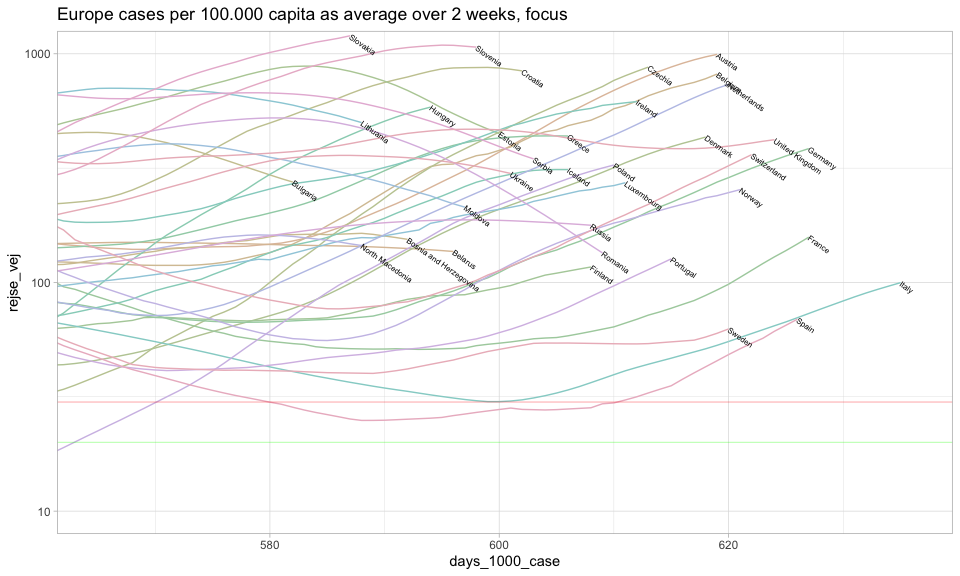 Europe cases per 100.000 capita as average over 2 weeks, focus
rejse_vej
1000
100
10
Slovakia
Slovenia
Croatia
Austria
Czechia
Belgium
Netherlands
Ireland
Hungary
Lithuania
Estonia
Greece
Denmark
United Kingdom
Germany
Switzerland
Serbia
Iceland
Poland
Ukraine
Bulgaria
Luxembourg
Norway
Moldova
Russia
North Macedonia
Bosnia and Herzegovina
Belarus
Romania
Finland
Portugal
France
Italy
Spain
Sweden
580
600
620
days_1000_case